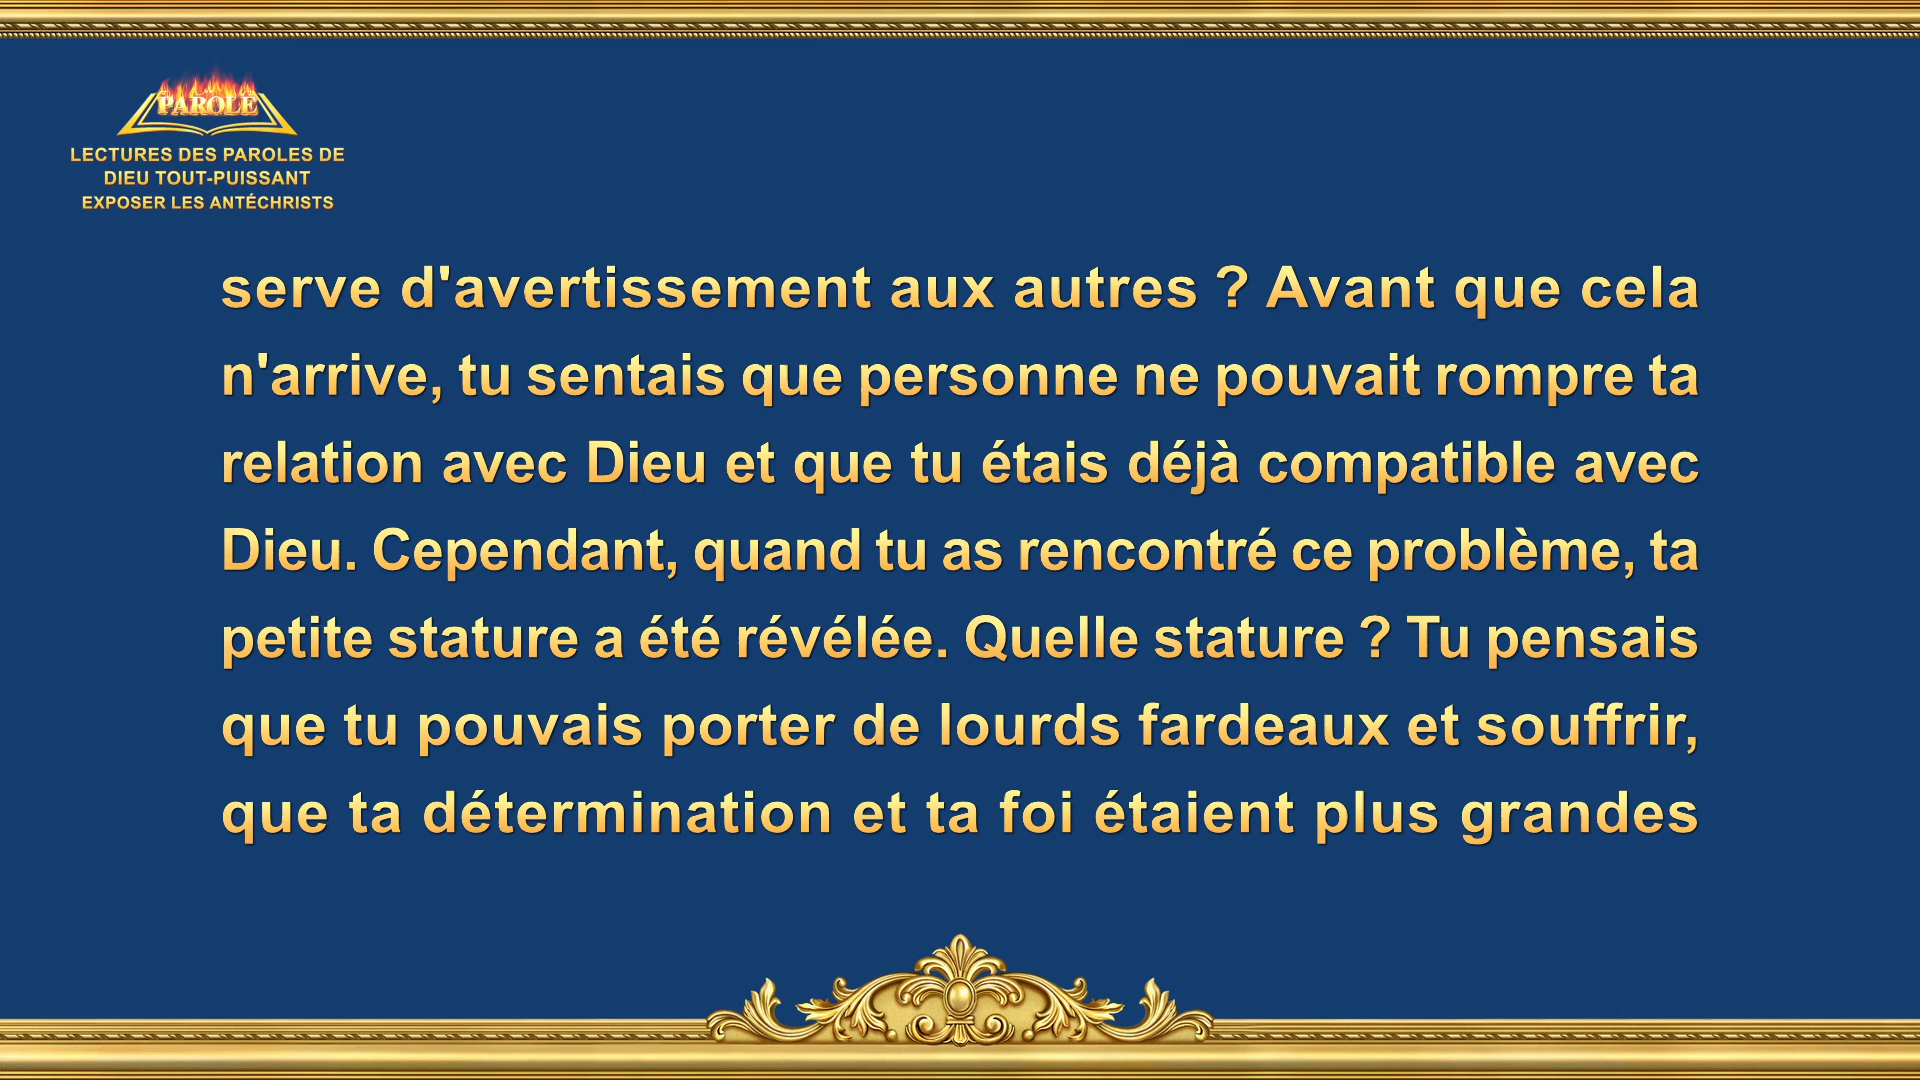 PAROLE
LECTURES DES PAROLES DE
DIEU TOUT-PUISSANT
EXPOSER LES ANTÉCHRISTS
serve d'avertissement aux autres ? Avant que cela
n'arrive, tu sentais que personne ne pouvait rompre ta
relation avec Dieu et que tu étais déjà compatible avec
Dieu. Cependant, quand tu as rencontré ce problème, ta
petite stature a été révélée. Quelle stature ? Tu pensais
que tu pouvais porter de lourds fardeaux et souffrir,
que ta détermination et ta foi étaient plus grandes